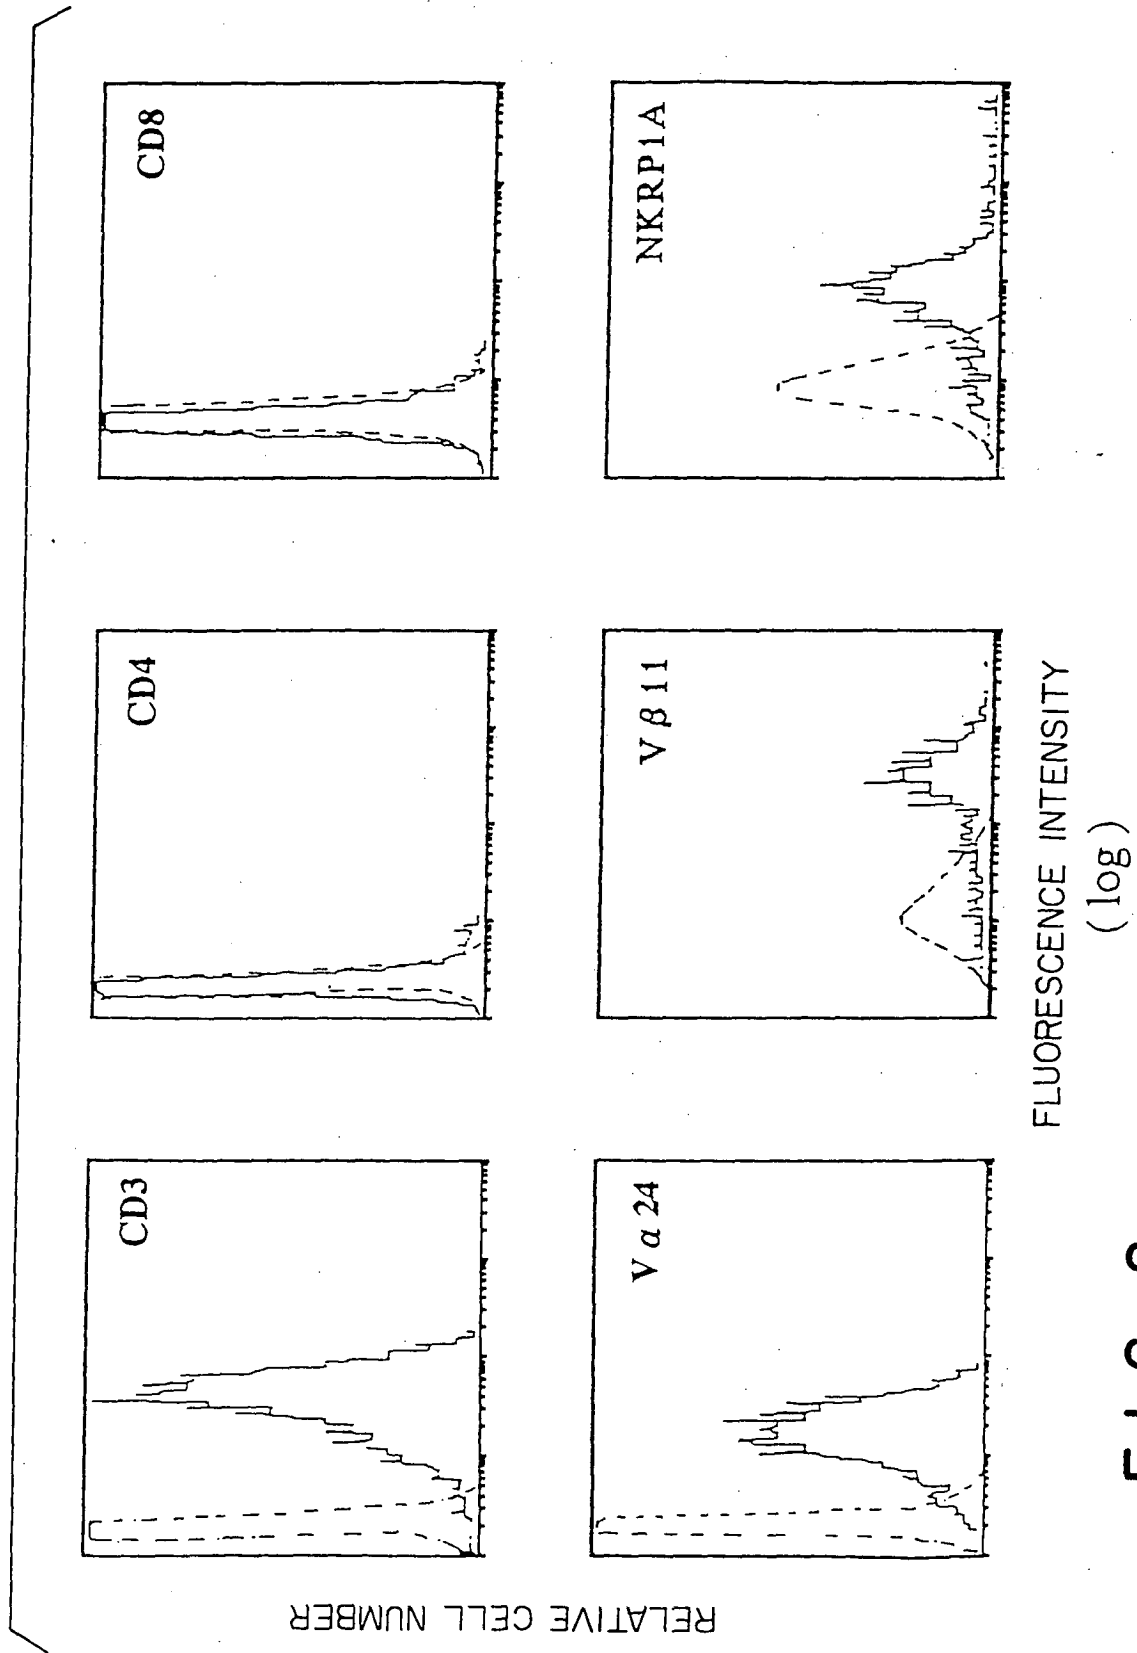 CD3
CD4
CD8
Vα24
Vβ11
NKRP1A
RELATIVE CELL NUMBER
FLUORESCENCE INTENSITY
(log)